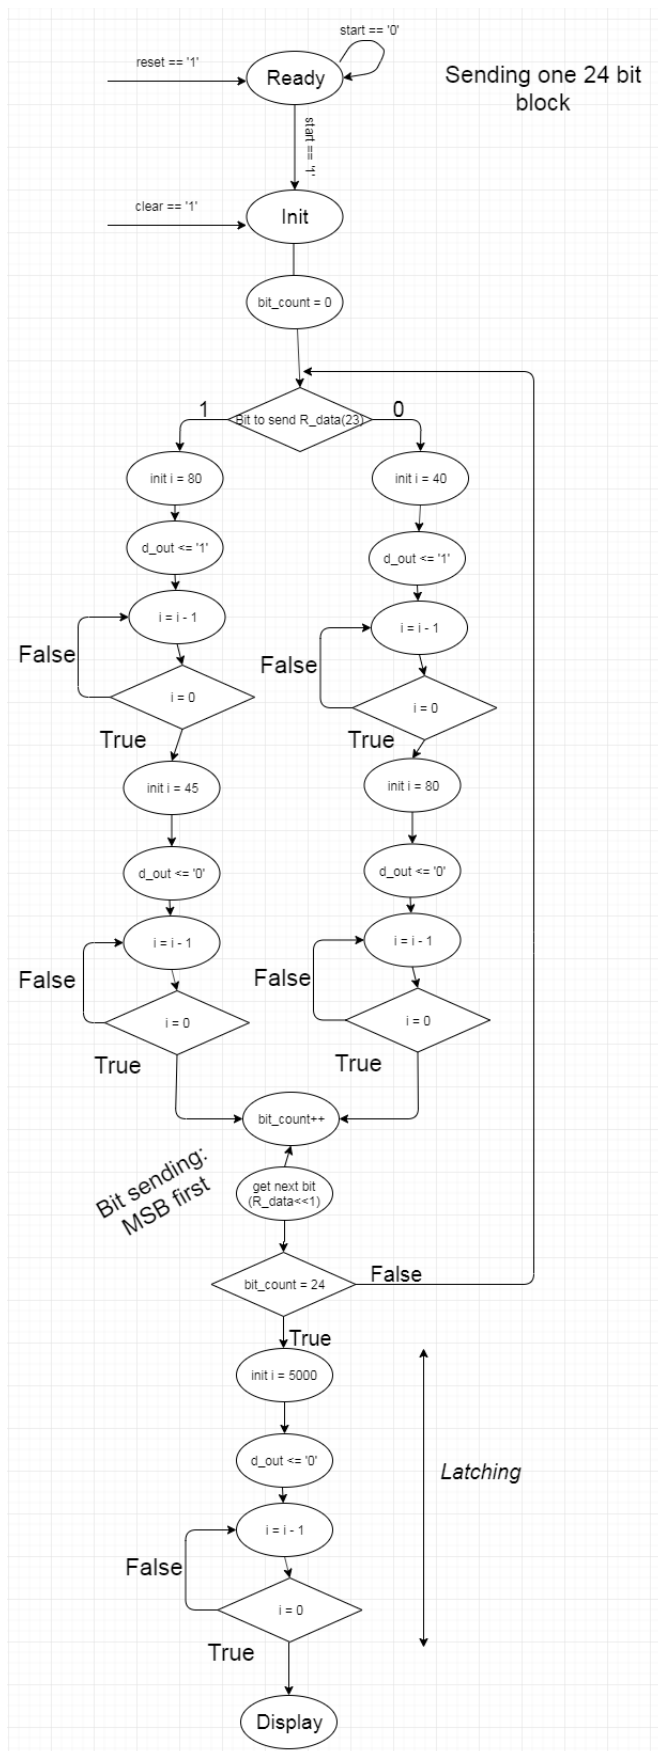 start == '0'
reset == '1'
Ready
Sending one 24 bit
block
start == '1'
clear == '1'
Init
bit_count = 0
1
Bit to send R_data(23)
0
init i = 80
init i = 40
d_out <= '1'
d_out <= '1'
i = i - 1
i = i - 1
False
False
i = 0
i = 0
True
True
init i = 45
init i = 80
d_out <= '0'
d_out <= '0'
i = i - 1
i = i - 1
False
False
i = 0
i = 0
True
True
bit_count++
Bit sending:
MSB first
get next bit
(R_data<<1)
bit_count = 24
False
True
init i = 5000
d_out <= '0'
Latching
i = i - 1
False
i = 0
True
Display